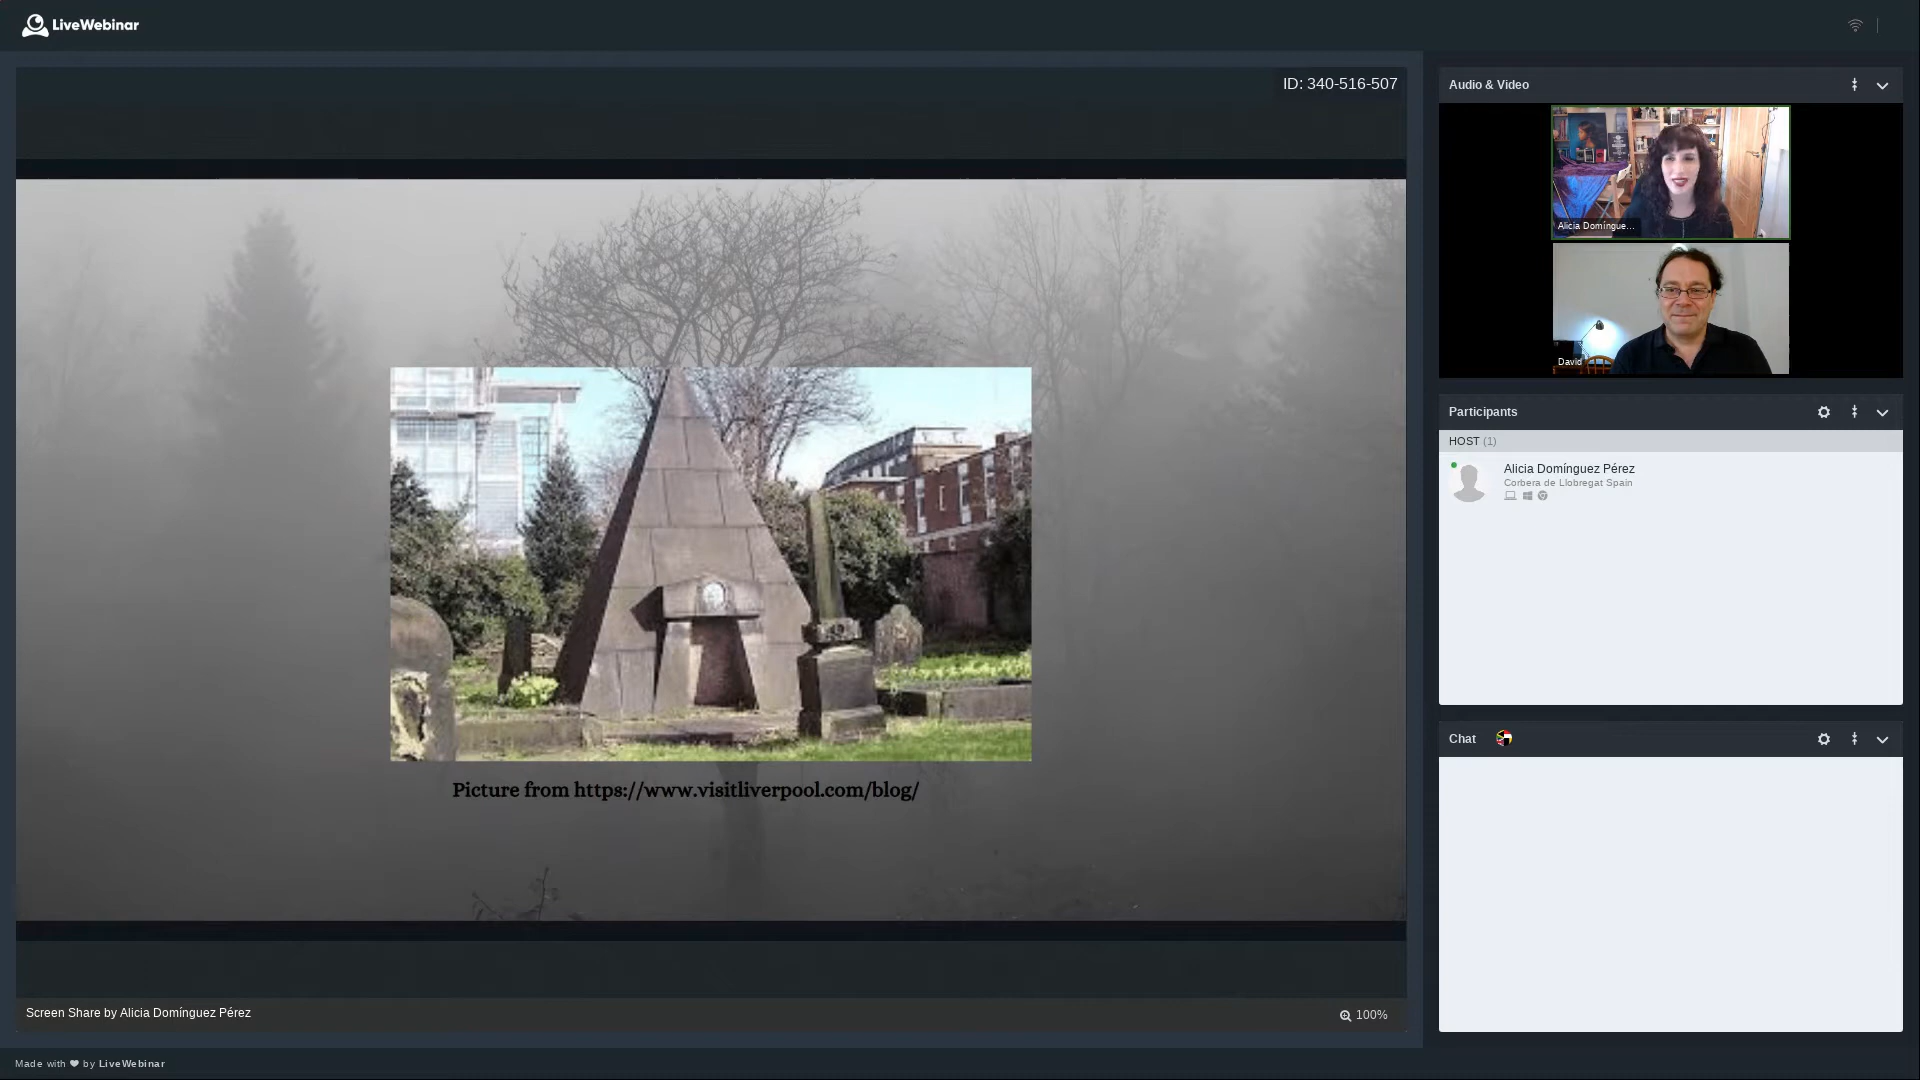 LiveWebinar
ID: 340-516-507
Picture from https://www.visitliverpool.com/blog/
Screen Share by Alicia Domínguez Pérez
100%
Made with ❤ by LiveWebinar
Audio & Video
Alicia Domíngue...
David
Participants
HOST (1)
Alicia Domínguez Pérez
Corbera de Llobregat Spain
Chat